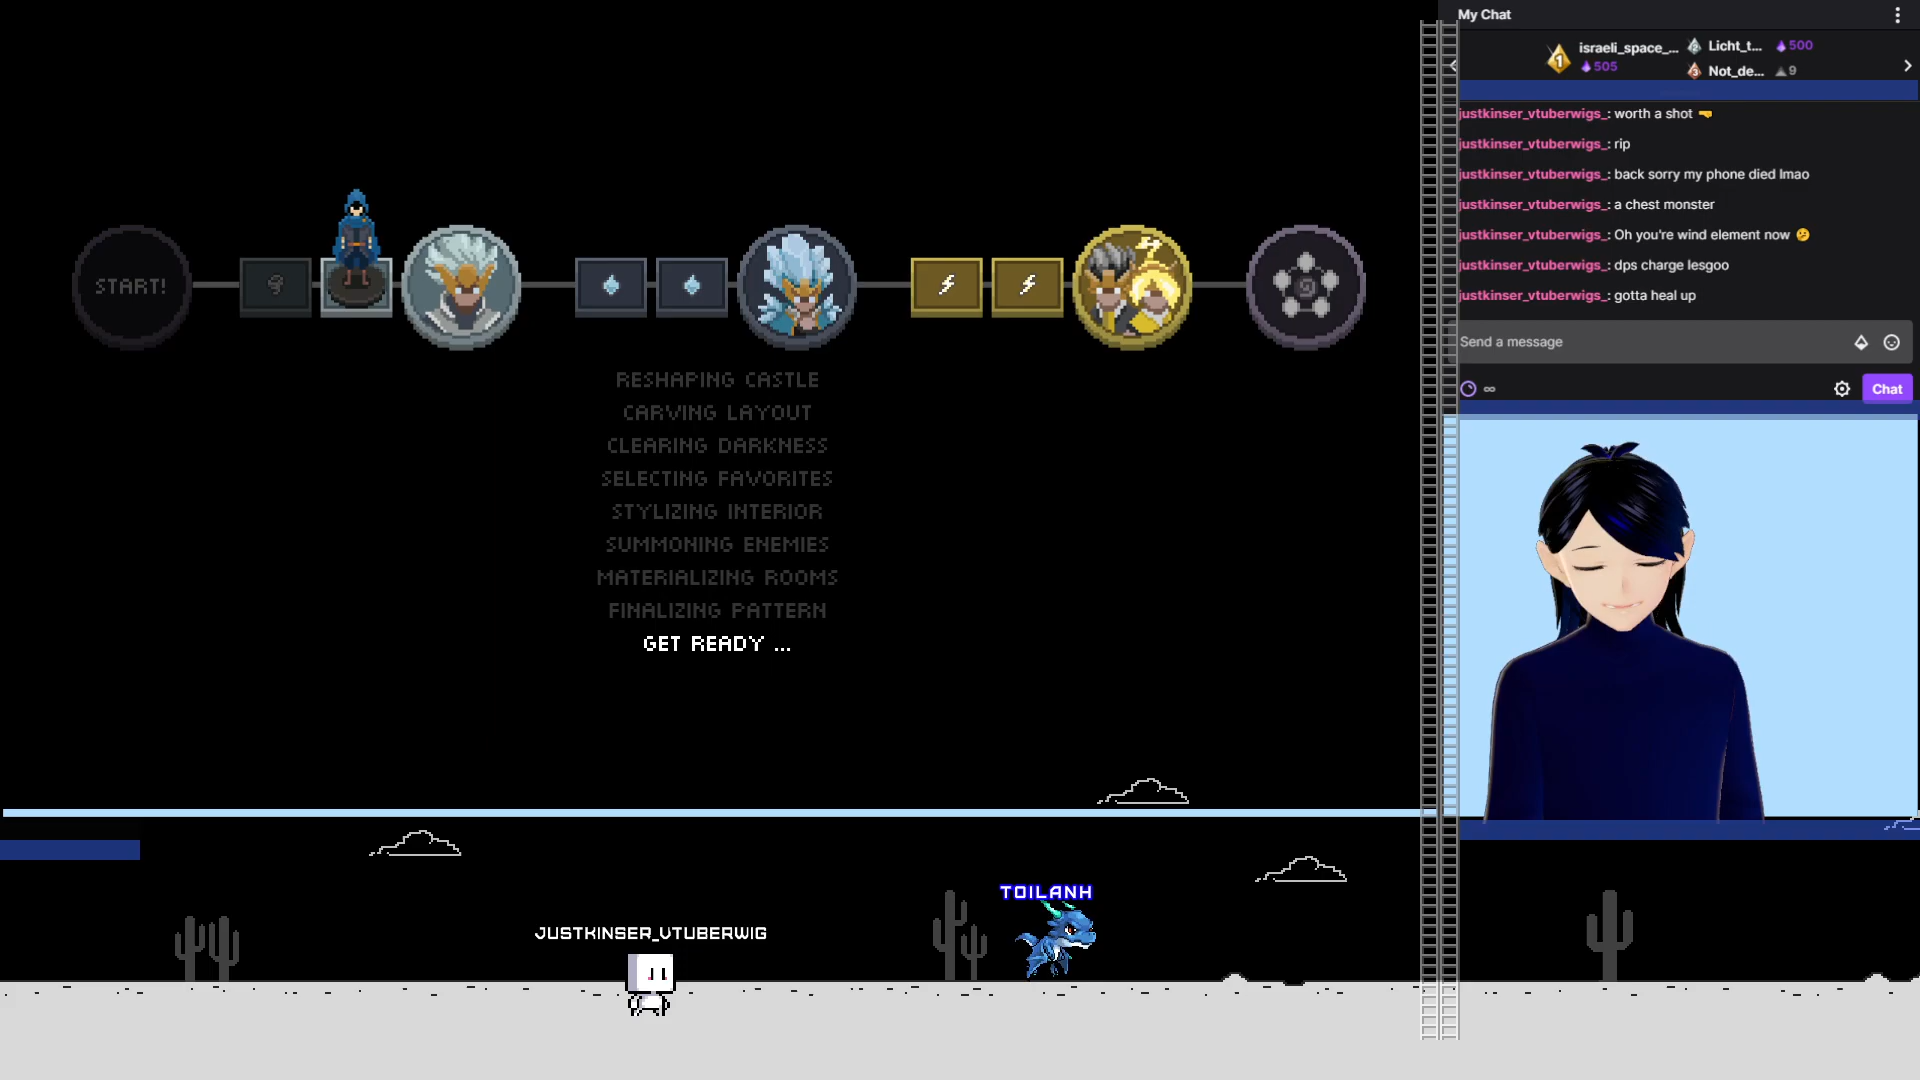 START!
RESHAPING CASTLE
CARVING LAYOUT
CLEARING DARKNESS
SELECTING FAVORITES
STYLIZING INTERIOR
SUMMONING ENEMIES
MATERIALIZING ROOMS
FINALIZING PATTERN
GET READY ...
My Chat
1 israeli_space_... 505
2 Licht_t... 500
3 Not_de... 9
justkinser_vtuberwigs_: worth a shot 🤜
justkinser_vtuberwigs_: rip
justkinser_vtuberwigs_: back sorry my phone died lmao
justkinser_vtuberwigs_: a chest monster
justkinser_vtuberwigs_: Oh you're wind element now 🫤
justkinser_vtuberwigs_: dps charge lesgoo
justkinser_vtuberwigs_: gotta heal up
Send a message
∞
Chat
TOILANH
JUSTKINSER_VTUBERWIG